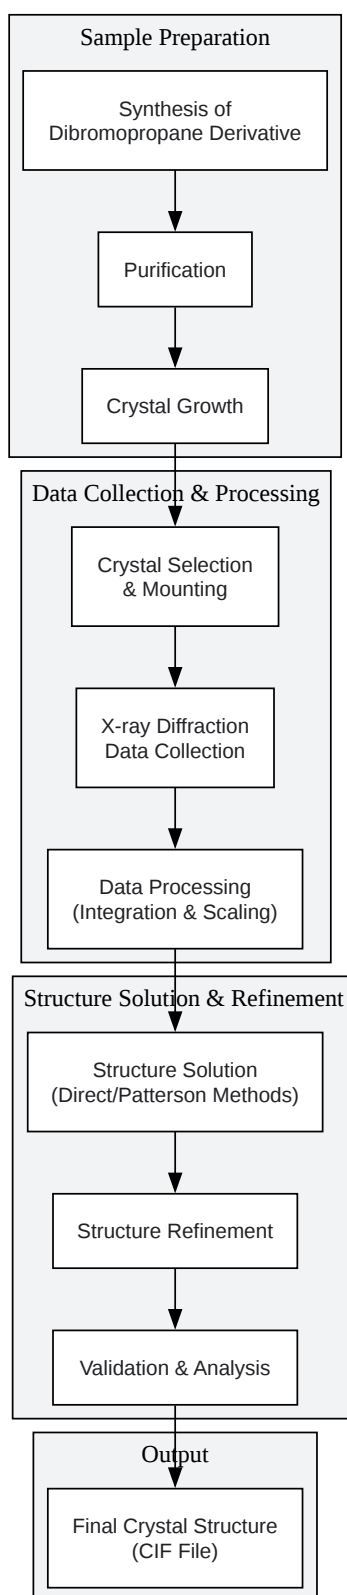 Sample Preparation
Synthesis of
Dibromopropane Derivative
Purification
Crystal Growth
Data Collection & Processing
Crystal Selection
& Mounting
X-ray Diffraction
Data Collection
Data Processing
(Integration & Scaling)
Structure Solution & Refinement
Structure Solution
(Direct/Patterson Methods)
Structure Refinement
Validation & Analysis
Output
Final Crystal Structure
(CIF File)